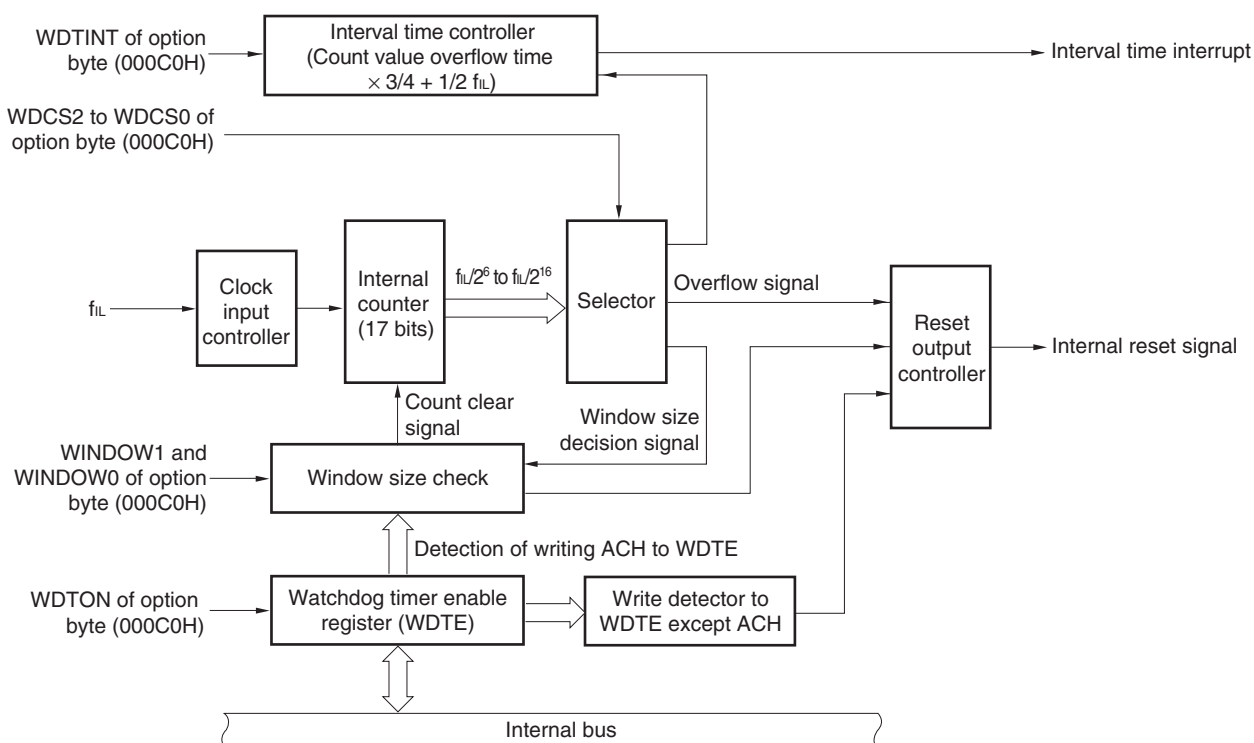 WDTINT of option
byte (000C0H)
Interval time controller
(Count value overflow time
× 3/4 + 1/2 fIL)
Interval time interrupt
WDCS2 to WDCS0 of
option byte (000C0H)
fIL
Clock
input
controller
Internal
counter
(17 bits)
fIL/2⁶ to fIL/2¹⁶
Selector
Overflow signal
Reset
output
controller
Internal reset signal
Count clear
signal
Window size
decision signal
WINDOW1 and
WINDOW0 of option
byte (000C0H)
Window size check
Detection of writing ACH to WDTE
WDTON of option
byte (000C0H)
Watchdog timer enable
register (WDTE)
Write detector to
WDTE except ACH
Internal bus